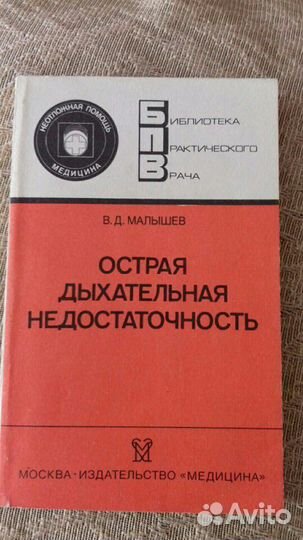 НЕОТЛОЖНАЯ ПОМОЩЬ
МЕДИЦИНА
БИБЛИОТЕКА
ПРАКТИЧЕСКОГО
ВРАЧА
В. Д. МАЛЫШЕВ
ОСТРАЯ
ДЫХАТЕЛЬНАЯ
НЕДОСТАТОЧНОСТЬ
МОСКВА-ИЗДАТЕЛЬСТВО «МЕДИЦИНА»
Avito